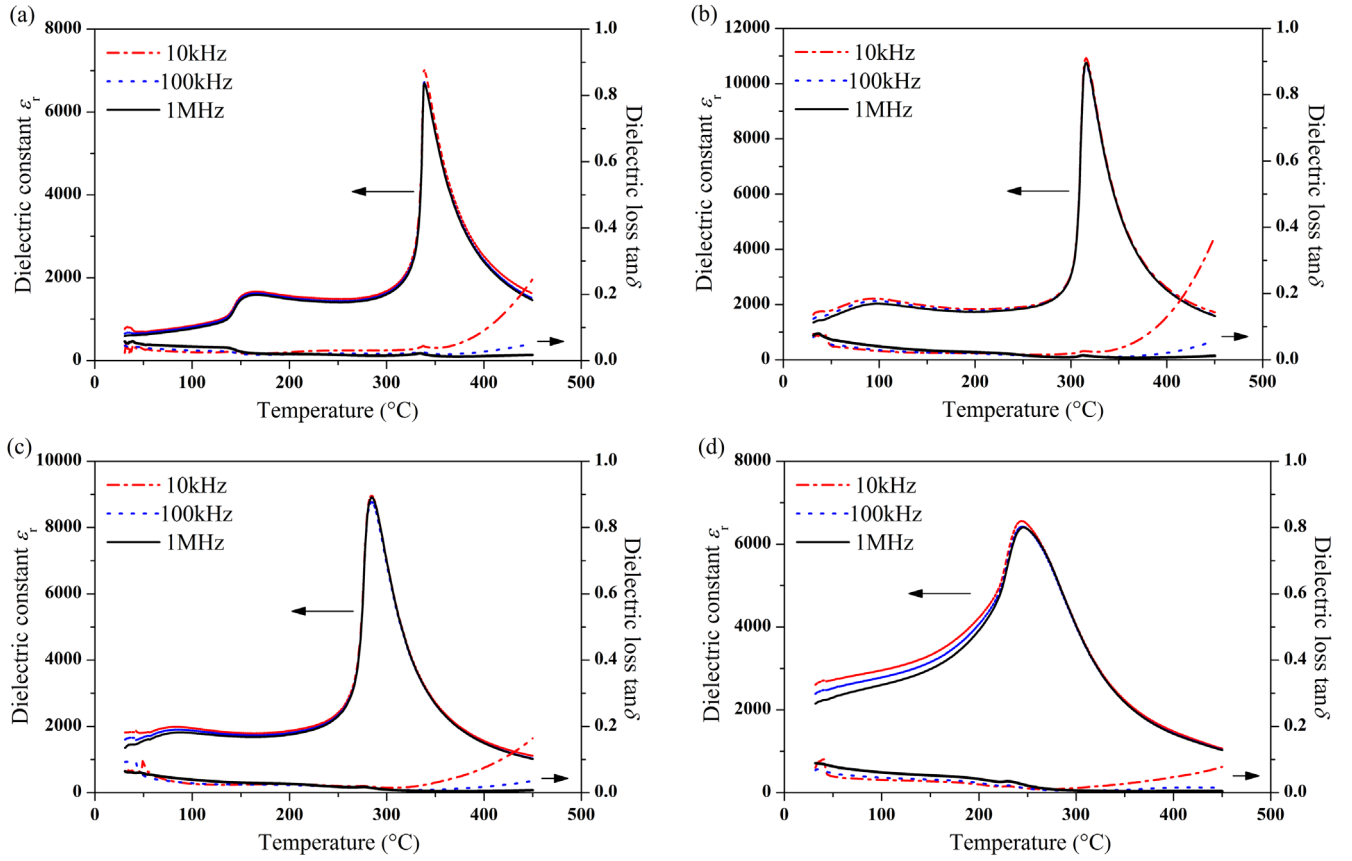 (a)
10kHz
100kHz
1MHz
Dielectric constant εr
Dielectric loss tanδ
8000
6000
4000
2000
0
1.0
0.8
0.6
0.4
0.2
0.0
0 100 200 300 400 500
Temperature (°C)
(b)
10kHz
100kHz
1MHz
Dielectric constant εr
Dielectric loss tanδ
12000
10000
8000
6000
4000
2000
0
1.0
0.8
0.6
0.4
0.2
0.0
0 100 200 300 400 500
Temperature (°C)
(c)
10kHz
100kHz
1MHz
Dielectric constant εr
Dielectric loss tanδ
10000
8000
6000
4000
2000
0
1.0
0.8
0.6
0.4
0.2
0.0
0 100 200 300 400 500
Temperature (°C)
(d)
10kHz
100kHz
1MHz
Dielectric constant εr
Dielectric loss tanδ
8000
6000
4000
2000
0
1.0
0.8
0.6
0.4
0.2
0.0
0 100 200 300 400 500
Temperature (°C)